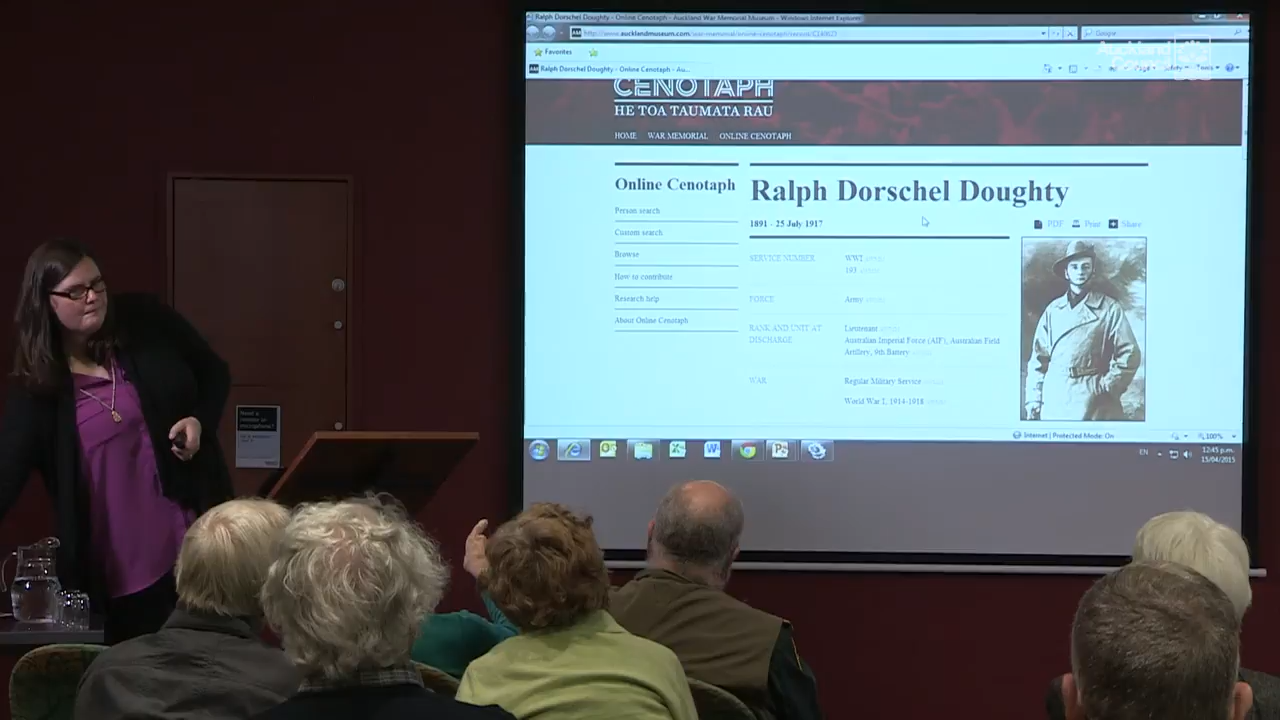 Ralph Dorschel Doughty - Online Cenotaph - Auckland War Memorial Museum - Windows Internet Explorer
Google
Favorites
Ralph Dorschel Doughty - Online Cenotaph - Au...
Auckland
Council
CENOTAPH
HE TOA TAUMATA RAU
HOME WAR MEMORIAL ONLINE CENOTAPH
Online Cenotaph
Person search
Custom search
Browse
How to contribute
Research help
About Online Cenotaph
Ralph Dorschel Doughty
1891 - 25 July 1917
PDF Print Share
SERVICE NUMBER
WWI
193
FORCE
Army
RANK AND UNIT AT
DISCHARGE
Lieutenant
Australian Imperial Force (AIF), Australian Field
Artillery, 9th Battery
WAR
Regular Military Service
World War I, 1914-1918
Internet | Protected Mode: On
100%
EN
12:45 p.m.
15/04/2015
Need a